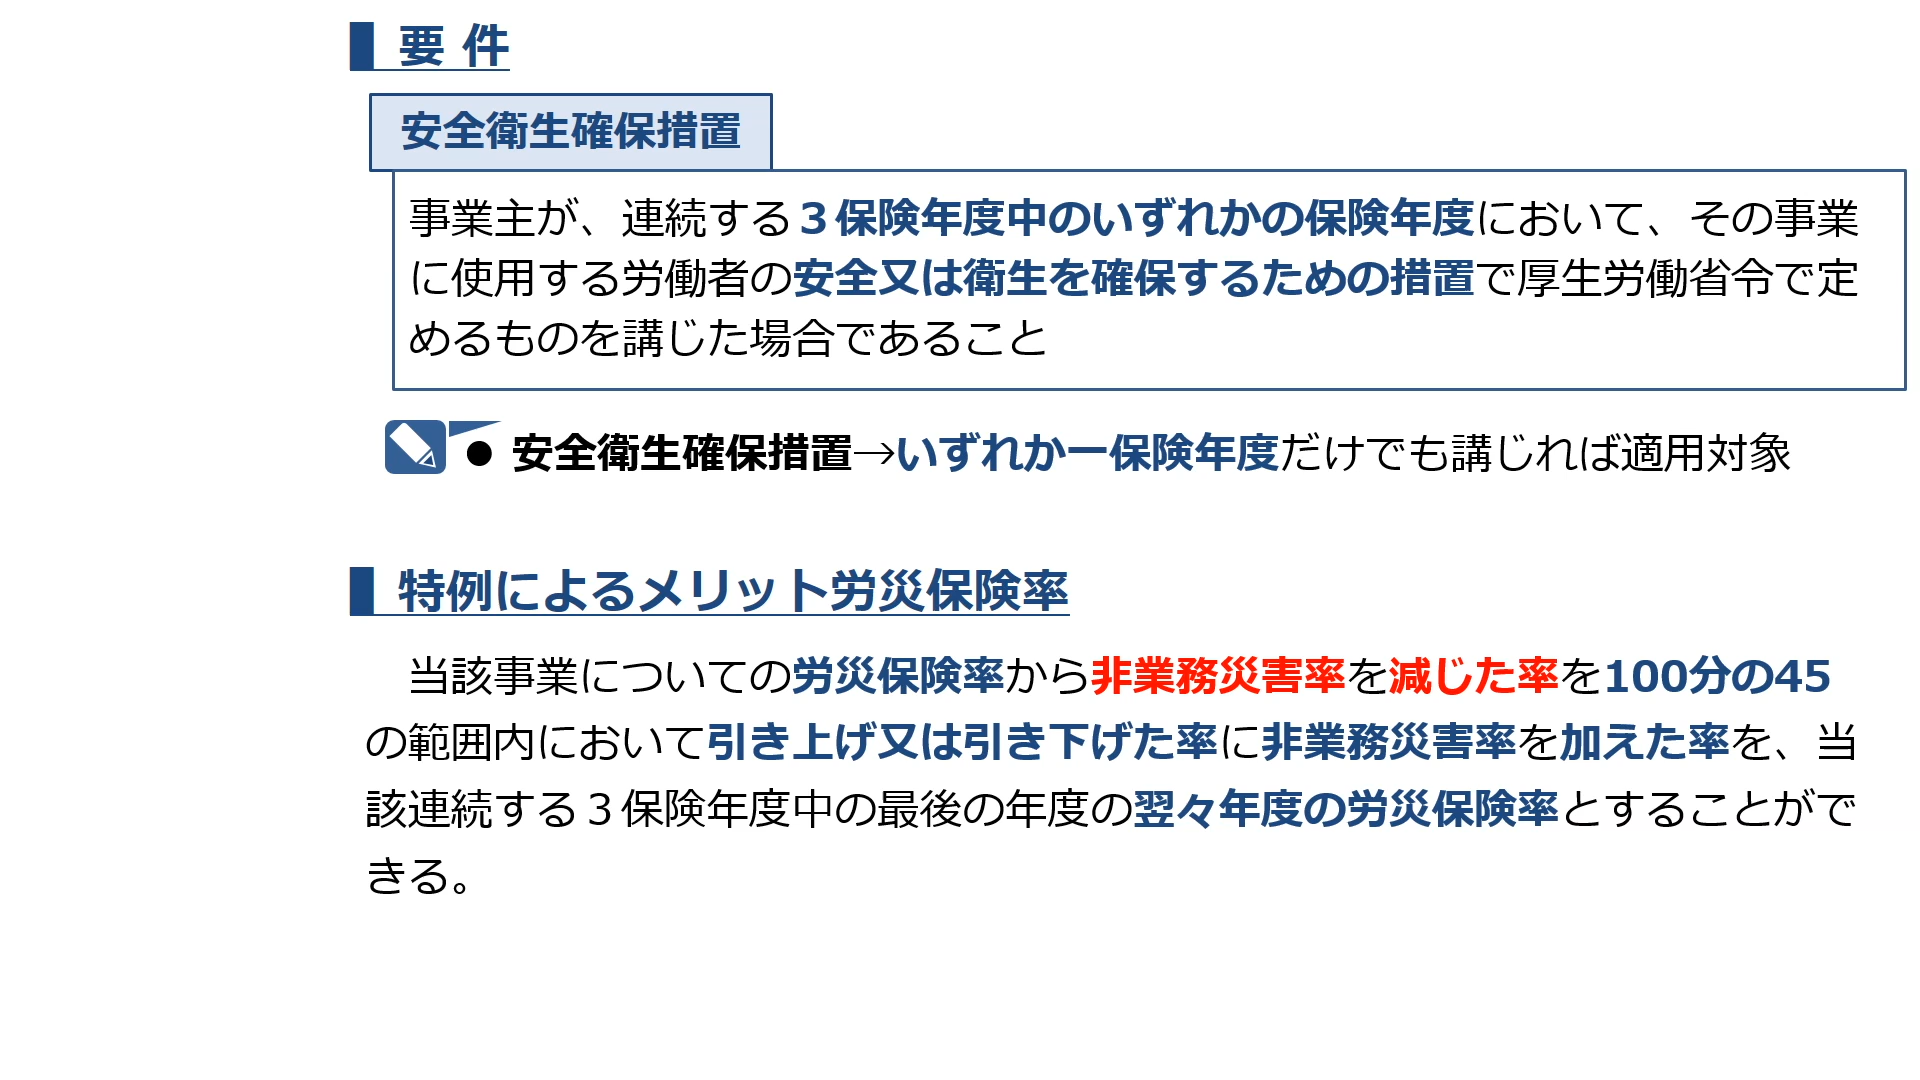 要 件
安全衛生確保措置
事業主が、連続する３保険年度中のいずれかの保険年度において、その事業
に使用する労働者の安全又は衛生を確保するための措置で厚生労働省令で定
めるものを講じた場合であること
● 安全衛生確保措置→いずれか一保険年度だけでも講じれば適用対象
特例によるメリット労災保険率
当該事業についての労災保険率から非業務災害率を減じた率を100分の45
の範囲内において引き上げ又は引き下げた率に非業務災害率を加えた率を、当
該連続する３保険年度中の最後の年度の翌々年度の労災保険率とすることがで
きる。